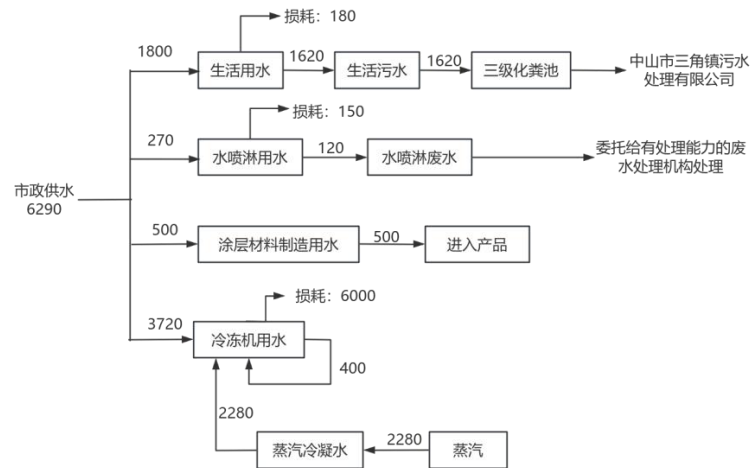 损耗：180
1800
生活用水
1620
生活污水
1620
三级化粪池
中山市三角镇污水
处理有限公司
损耗：150
270
水喷淋用水
120
水喷淋废水
委托给有处理能力的废
水处理机构处理
市政供水
6290
500
涂层材料制造用水
500
进入产品
损耗：6000
3720
冷冻机用水
400
2280
蒸汽冷凝水
2280
蒸汽